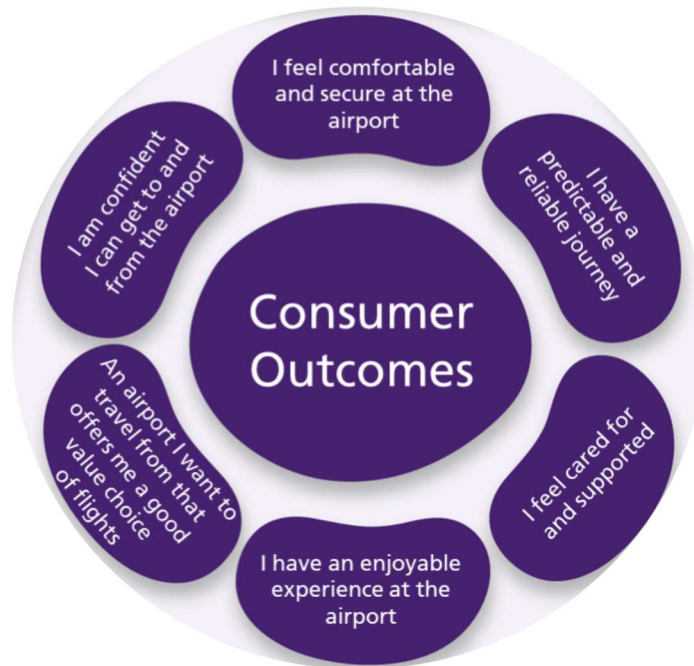 I feel comfortable
and secure at the
airport
I have a
predictable and
reliable journey
I feel cared for
and supported
I have an enjoyable
experience at the
airport
An airport I want to
travel from that
offers me a good
value choice
of flights
I am confident
I can get to and
from the airport
Consumer
Outcomes